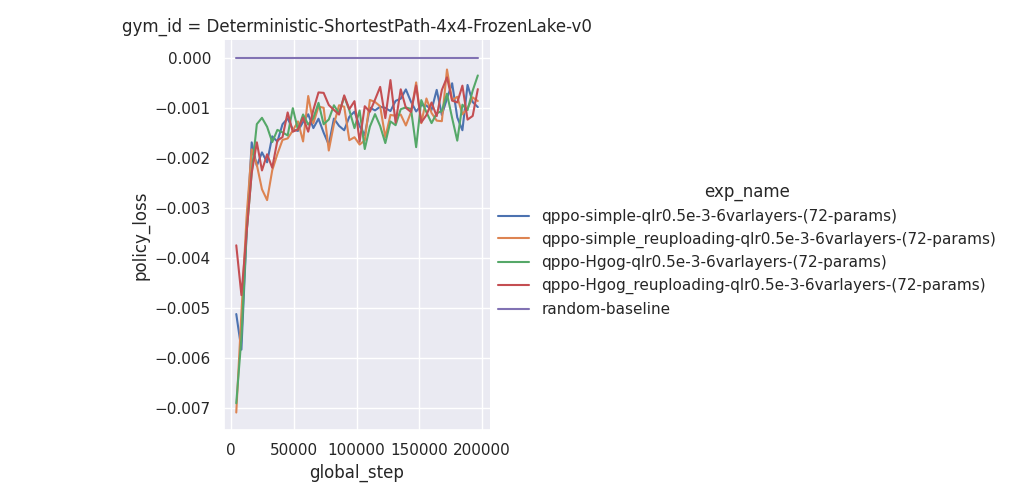 gym_id = Deterministic-ShortestPath-4x4-FrozenLake-v0
0.000
−0.001
−0.002
−0.003
−0.004
−0.005
−0.006
−0.007
policy_loss
0 50000 100000 150000 200000
global_step
exp_name
qppo-simple-qlr0.5e-3-6varlayers-(72-params)
qppo-simple_reuploading-qlr0.5e-3-6varlayers-(72-params)
qppo-Hgog-qlr0.5e-3-6varlayers-(72-params)
qppo-Hgog_reuploading-qlr0.5e-3-6varlayers-(72-params)
random-baseline